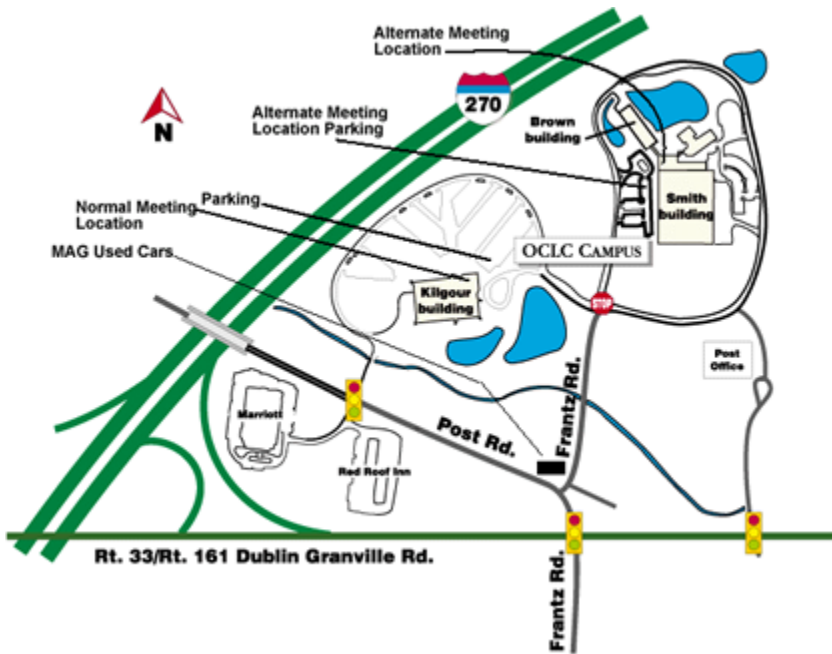 Alternate Meeting
Location
270
N
Alternate Meeting
Location Parking
Brown
building
Parking
Normal Meeting
Location
Smith
building
MAG Used Cars
OCLC CAMPUS
Kilgour
building
STOP
Post
Office
Frantz Rd.
Marriott
Post Rd.
Red Roof Inn
Rt. 33/Rt. 161 Dublin Granville Rd.
Frantz Rd.